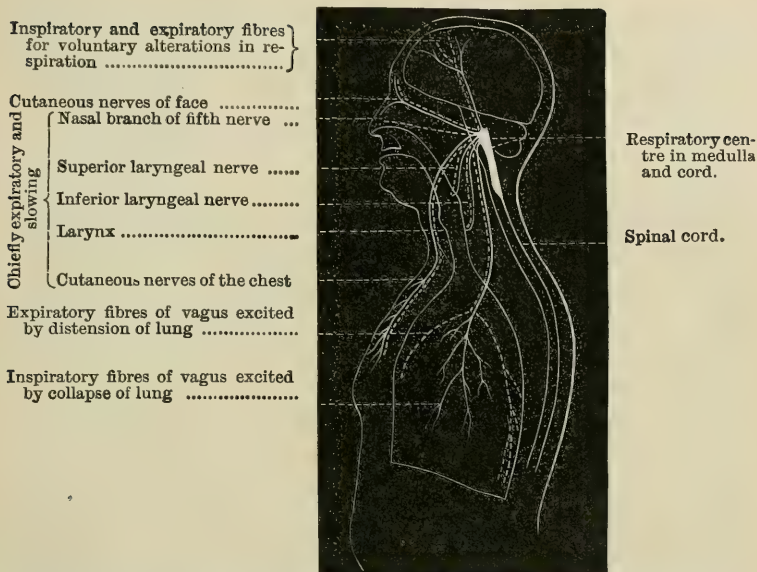 Inspiratory and expiratory fibres
for voluntary alterations in re-
spiration
Cutaneous nerves of face
Chiefly expiratory and
slowing
Nasal branch of fifth nerve
Superior laryngeal nerve
Inferior laryngeal nerve
Larynx
Cutaneous nerves of the chest
Expiratory fibres of vagus excited
by distension of lung
Inspiratory fibres of vagus excited
by collapse of lung
Respiratory cen-
tre in medulla
and cord.
Spinal cord.